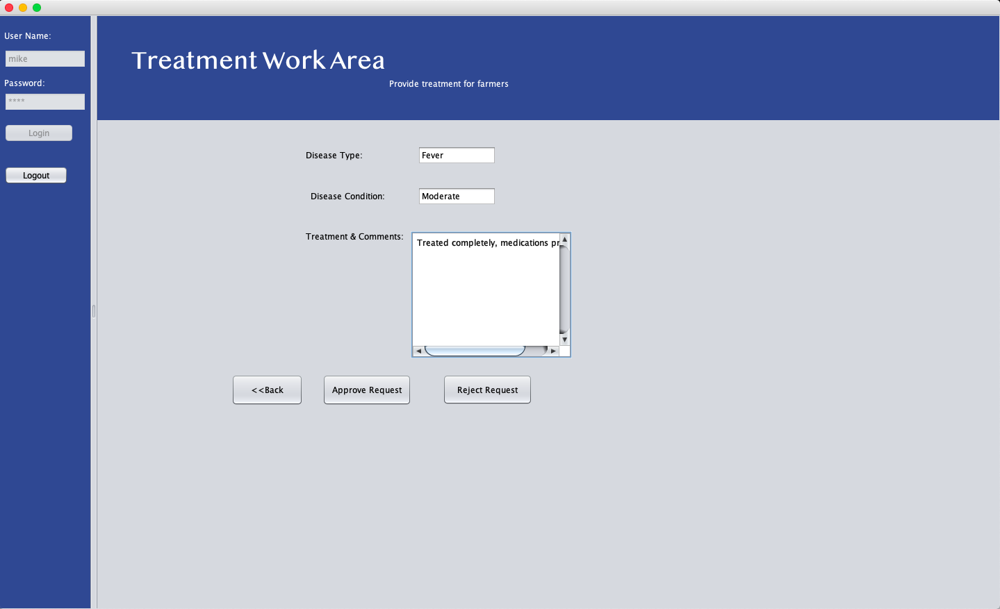 User Name:
mike
Password:
****
Login
Logout
Treatment Work Area
Provide treatment for farmers
Disease Type:
Fever
Disease Condition:
Moderate
Treatment & Comments:
Treated completely, medications pr
<<Back
Approve Request
Reject Request